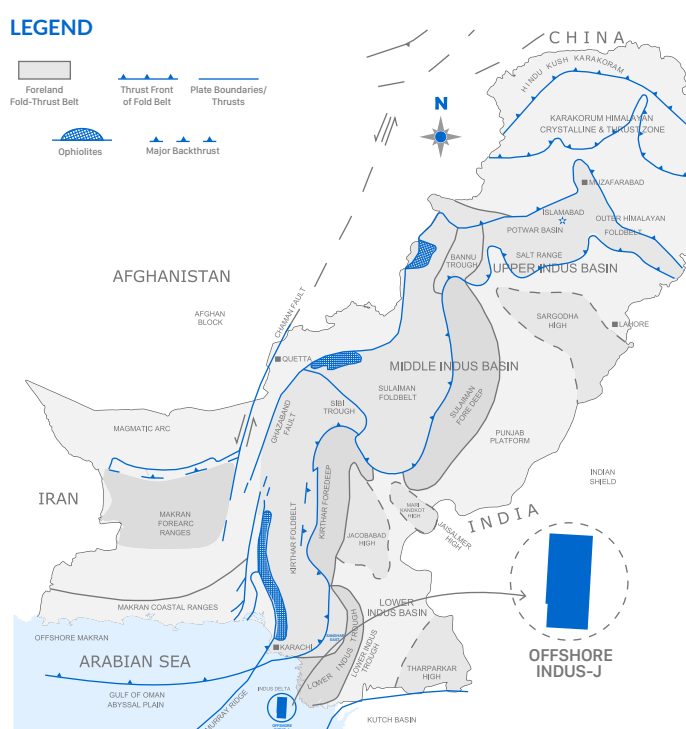 LEGEND
Foreland
Fold-Thrust Belt
Thrust Front
of Fold Belt
Plate Boundaries/
Thrusts
Ophiolites
Major Backthrust
N
CHINA
HINDU KUSH KARAKORAM
KARAKORUM HIMALAYAN
CRYSTALLINE & THRUST ZONE
MUZAFARABAD
ISLAMABAD
POTWAR BASIN
OUTER HIMALAYAN
FOLDBELT
SALT RANGE
BANNU
TROUGH
UPPER INDUS BASIN
AFGHANISTAN
AFGHAN
BLOCK
CHAMAN FAULT
SARGODHA
HIGH
LAHORE
QUETTA
MIDDLE INDUS BASIN
SULAIMAN
FOLDBELT
SULAIMAN
FORE DEEP
SIBI
TROUGH
GHAZABAND
FAULT
PUNJAB
PLATFORM
MAGMATIC ARC
INDIAN
SHIELD
IRAN
MAKRAN
FOREARC
RANGES
KIRTHAR FOLDBELT
KIRTHAR FOREDEEP
MARI
KANDKOT
HIGH
JAISALMER
HIGH
INDIA
JACOBABAD
HIGH
MAKRAN COASTAL RANGES
LOWER
INDUS BASIN
OFFSHORE MAKRAN
KARACHI
ARABIAN SEA
LOWER INDUS TROUGH
LOWER INDUS
TROUGH
THARPARKAR
HIGH
OFFSHORE
INDUS-J
GULF OF OMAN
ABYSSAL PLAIN
MURRAY RIDGE
INDUS DELTA
OFFSHORE
KUTCH BASIN